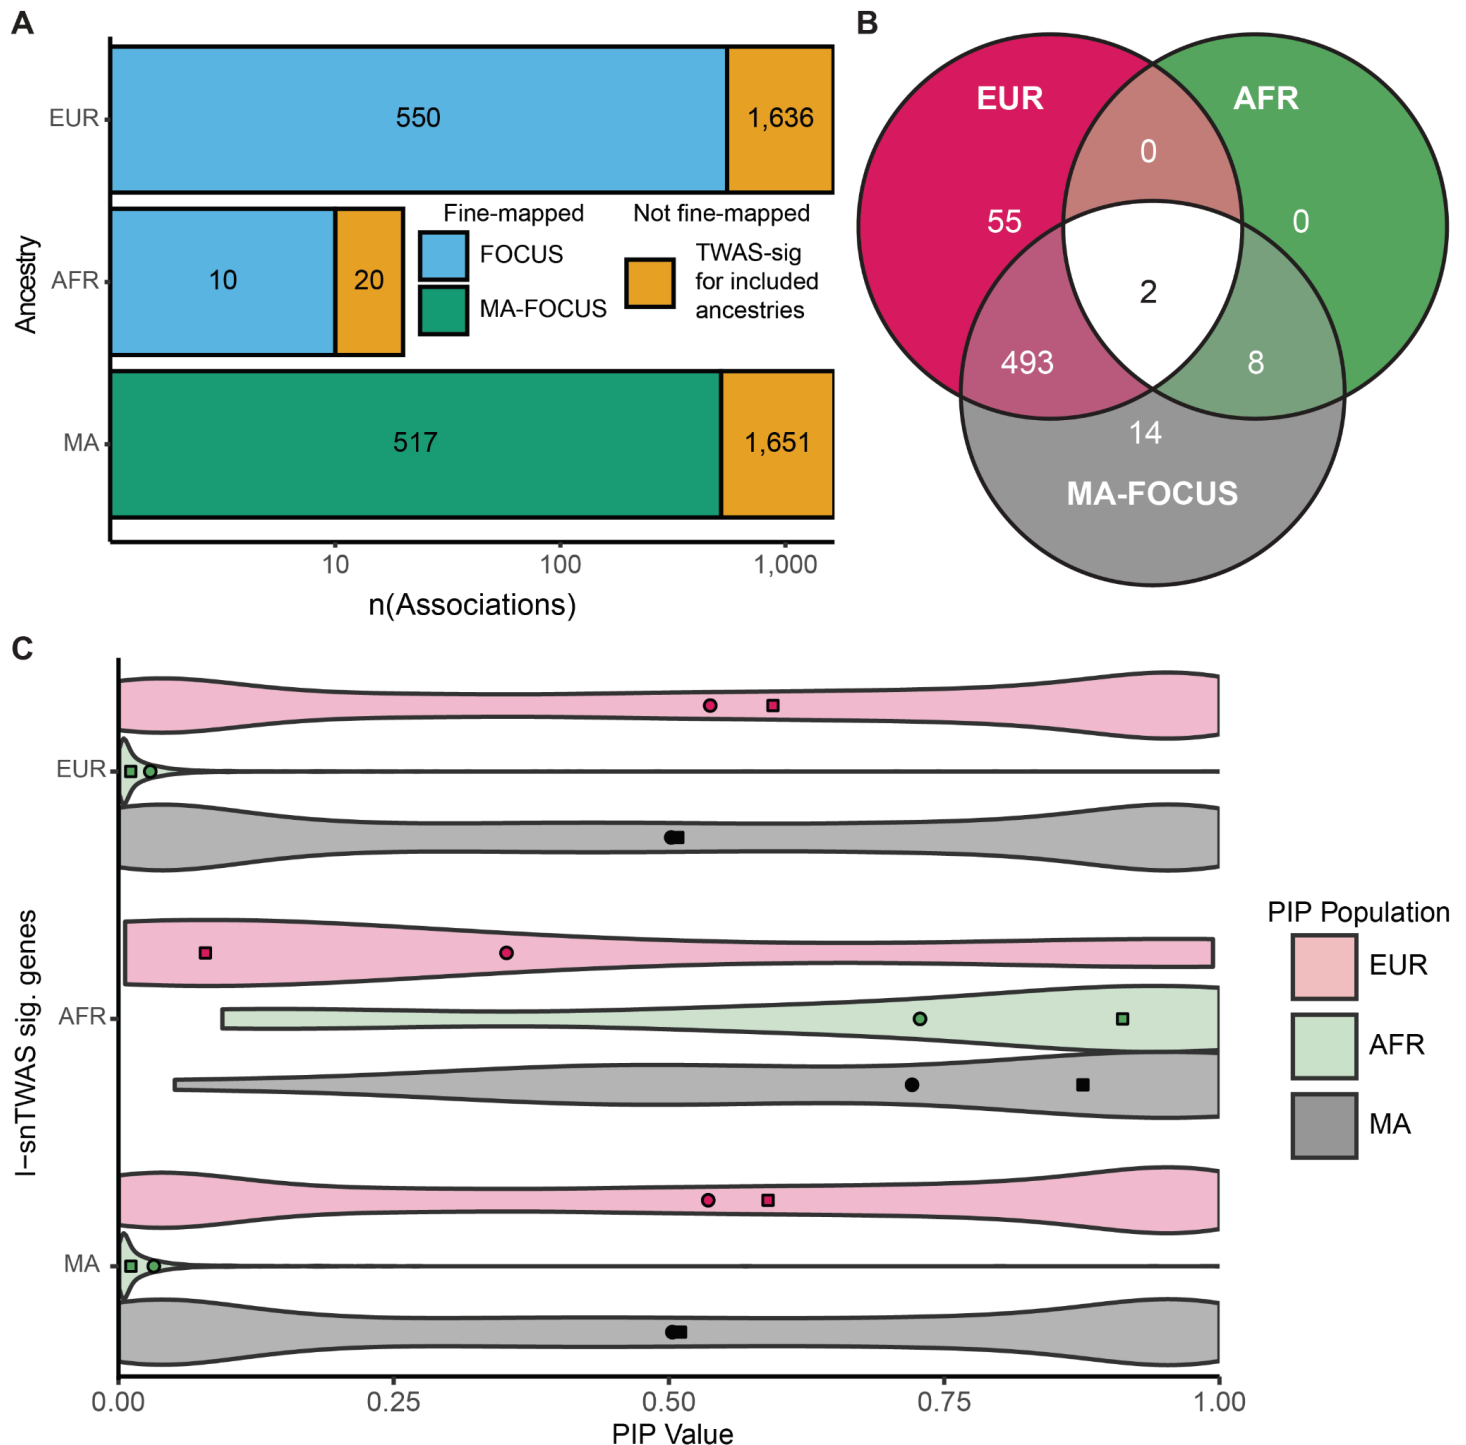 A
EUR
550
1,636
Fine-mapped
Not fine-mapped
FOCUS
MA-FOCUS
TWAS-sig
for included
ancestries
AFR
10
20
MA
517
1,651
Ancestry
10
100
1,000
n(Associations)
B
EUR
AFR
0
55
0
2
493
8
14
MA-FOCUS
C
EUR
AFR
MA
l−snTWAS sig. genes
0.00
0.25
0.50
0.75
1.00
PIP Value
PIP Population
EUR
AFR
MA